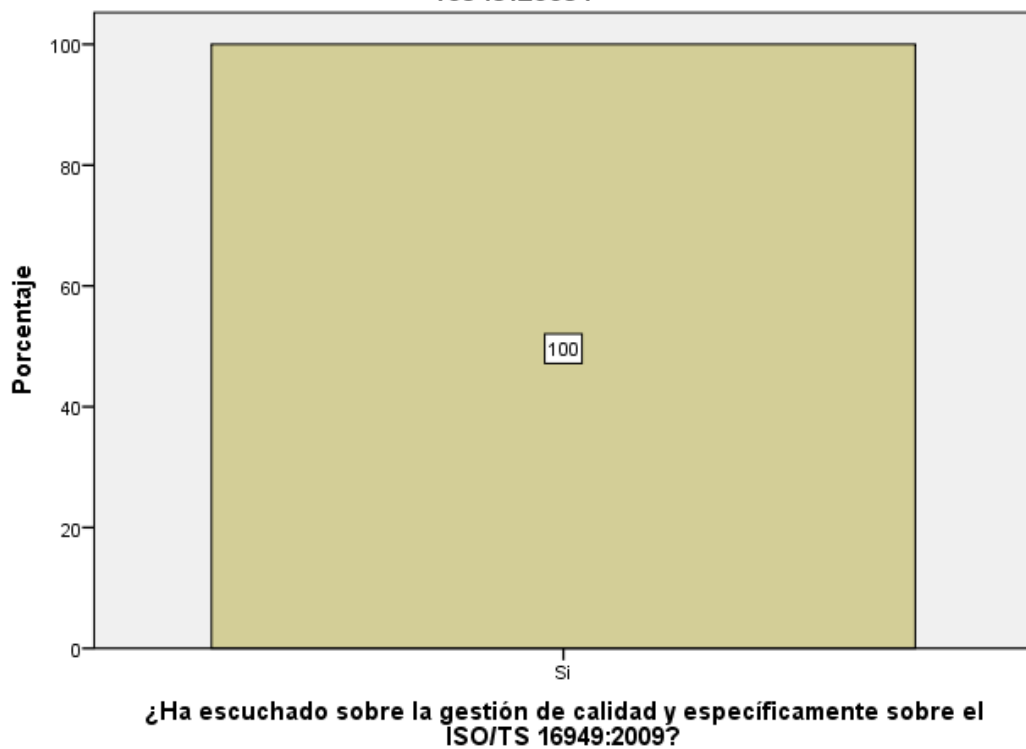 100
80
60
40
20
0
Porcentaje
100
Si
¿Ha escuchado sobre la gestión de calidad y específicamente sobre el
ISO/TS 16949:2009?